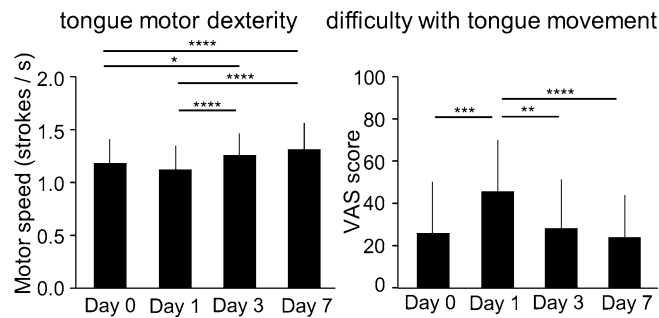 tongue motor dexterity
****
*
****
****
Motor speed (strokes / s)
2.0
1.5
1.0
0.5
0.0
Day 0 Day 1 Day 3 Day 7
difficulty with tongue movement
****
*** **
VAS score
100
80
60
40
20
0
Day 0 Day 1 Day 3 Day 7